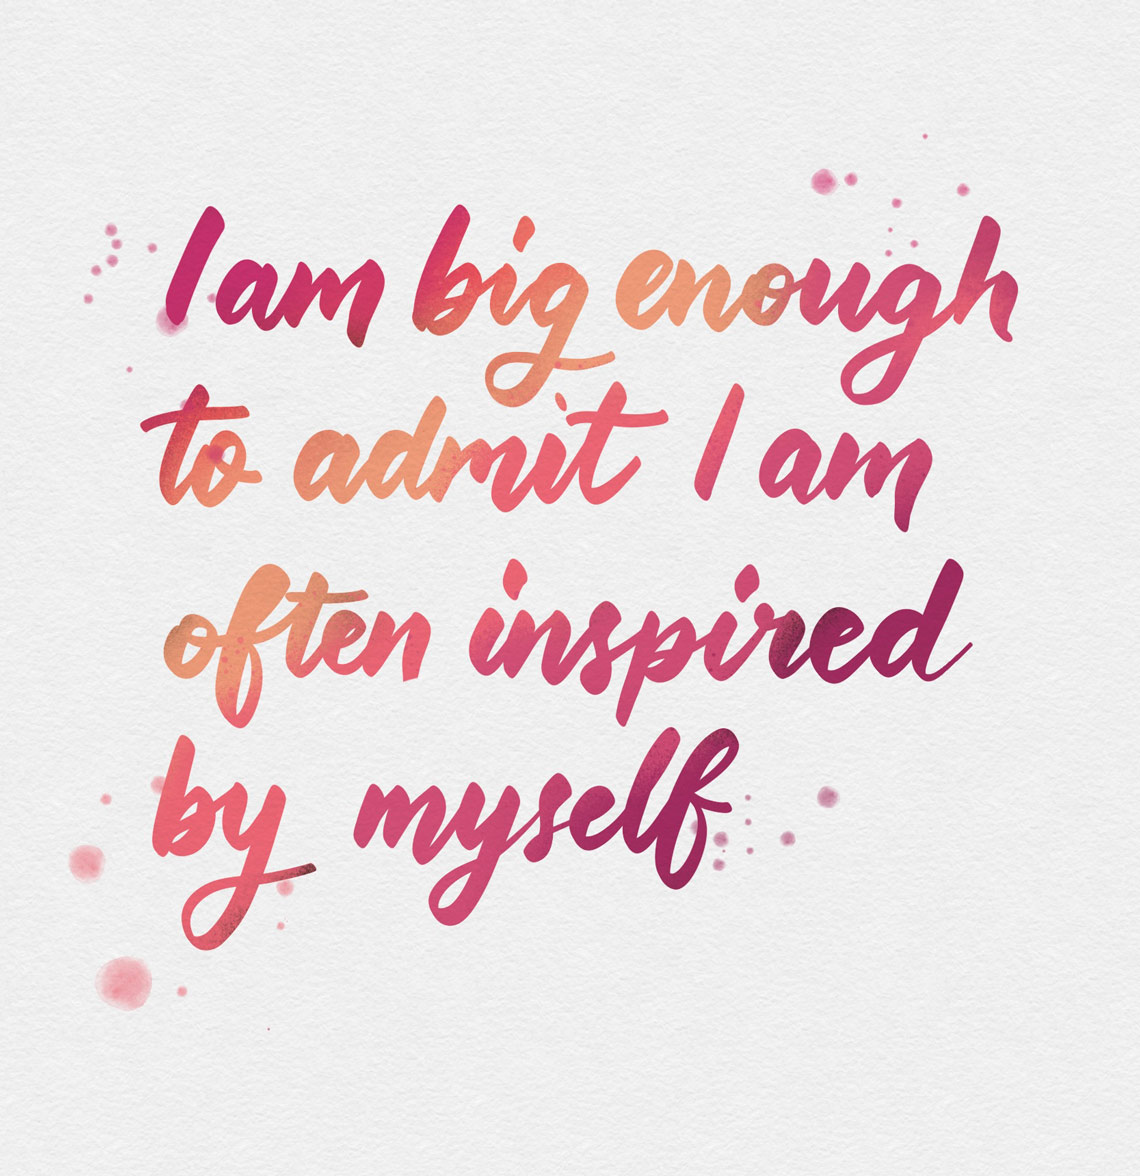 I am big enough
to admit I am
often inspired
by myself